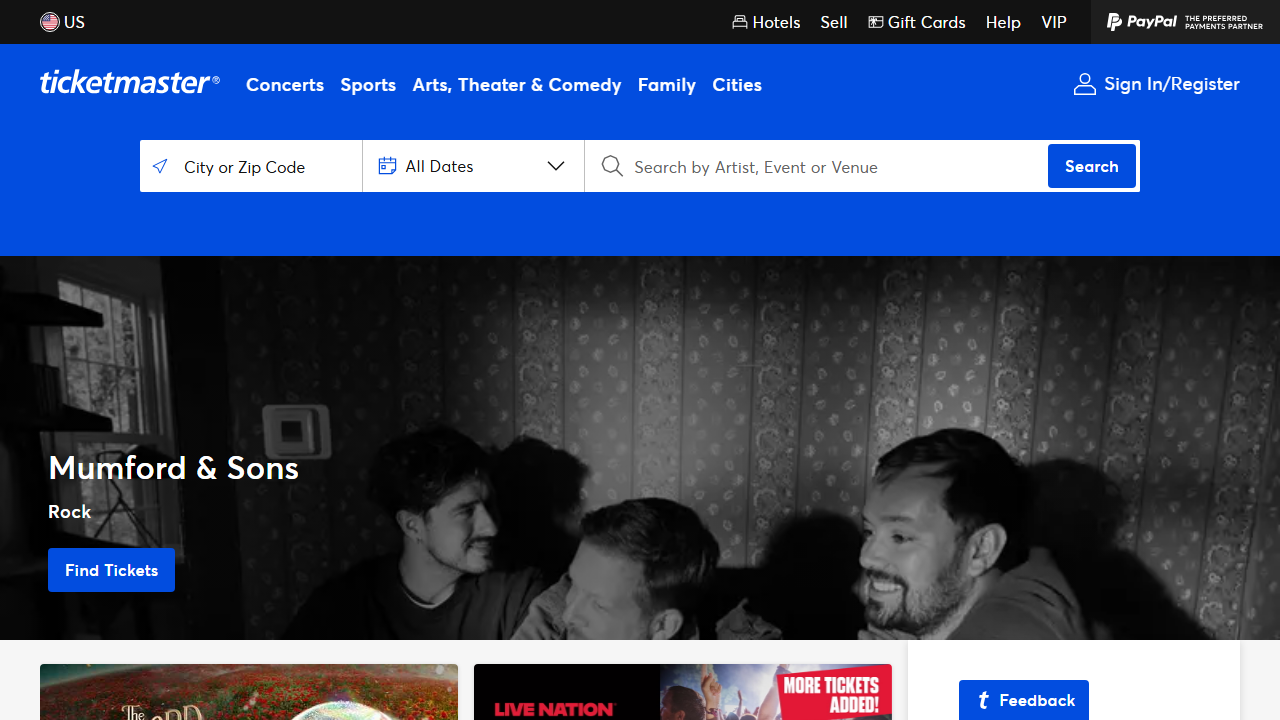 US
Hotels
Sell
Gift Cards
Help
VIP
PayPal
THE PREFERRED
PAYMENTS PARTNER
ticketmaster®
Concerts
Sports
Arts, Theater & Comedy
Family
Cities
Sign In/Register
City or Zip Code
All Dates
Search by Artist, Event or Venue
Search
Mumford & Sons
Rock
Find Tickets
The
LIVE NATION
MORE TICKETS
ADDED!
t Feedback